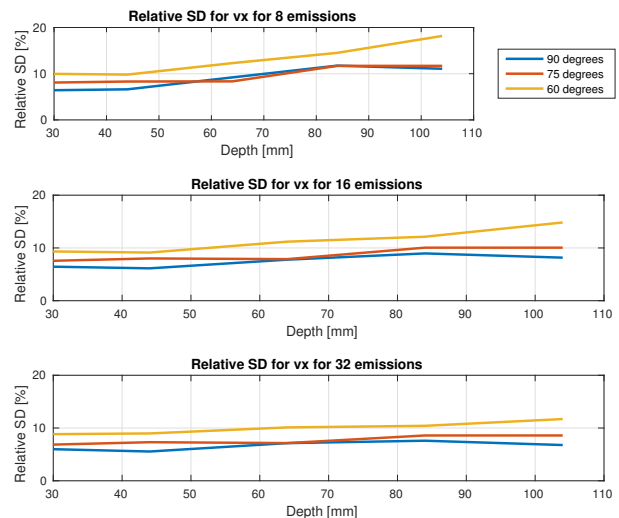 Relative SD for vx for 8 emissions
20
10
0
Relative SD [%]
30 40 50 60 70 80 90 100 110
Depth [mm]
90 degrees
75 degrees
60 degrees
Relative SD for vx for 16 emissions
20
10
0
Relative SD [%]
30 40 50 60 70 80 90 100 110
Depth [mm]
Relative SD for vx for 32 emissions
20
10
0
Relative SD [%]
30 40 50 60 70 80 90 100 110
Depth [mm]